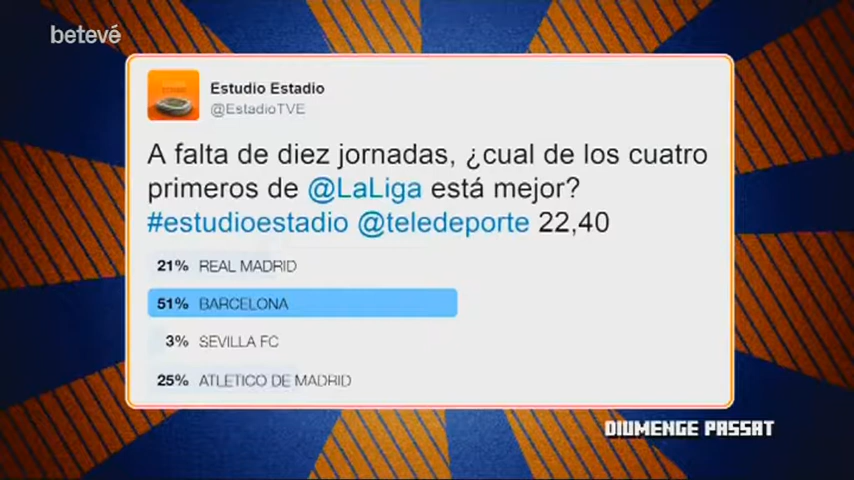 betevé
Estudio Estadio
@EstadioTVE
A falta de diez jornadas, ¿cual de los cuatro
primeros de @LaLiga está mejor?
#estudioestadio @teledeporte 22,40
21% REAL MADRID
51% BARCELONA
3% SEVILLA FC
25% ATLETICO DE MADRID
DIUMENGE PASSAT